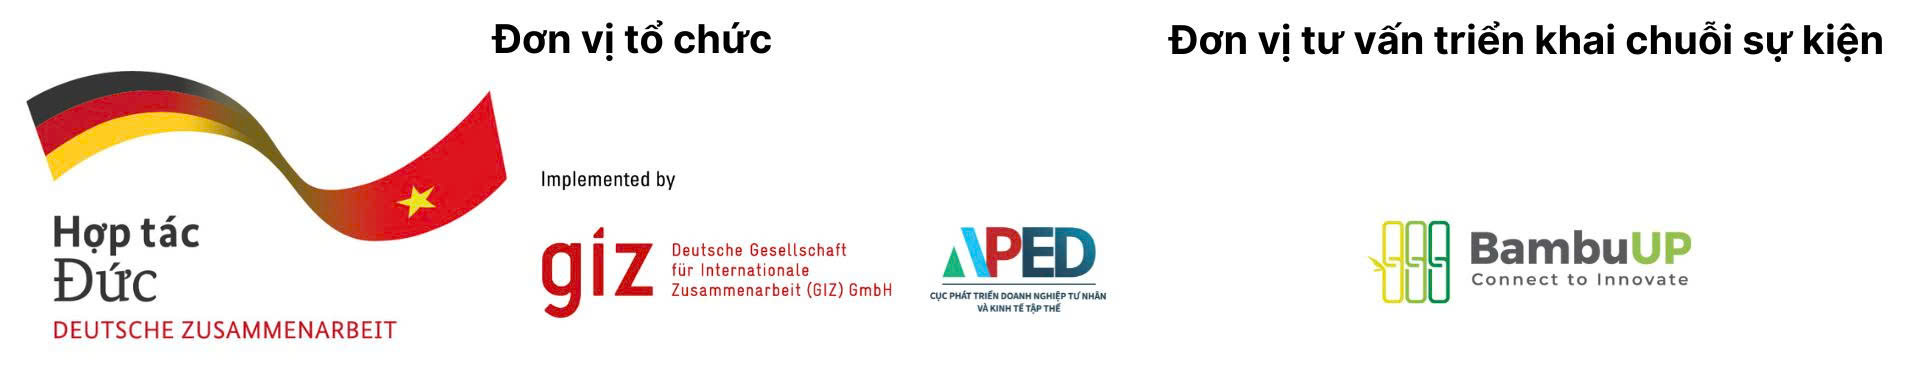 Đơn vị tổ chức
Đơn vị tư vấn triển khai chuỗi sự kiện
Hợp tác
Đức
DEUTSCHE ZUSAMMENARBEIT
Implemented by
giz
Deutsche Gesellschaft
für Internationale
Zusammenarbeit (GIZ) GmbH
APED
CỤC PHÁT TRIỂN DOANH NGHIỆP TƯ NHÂN
VÀ KINH TẾ TẬP THỂ
BambuUP
Connect to Innovate